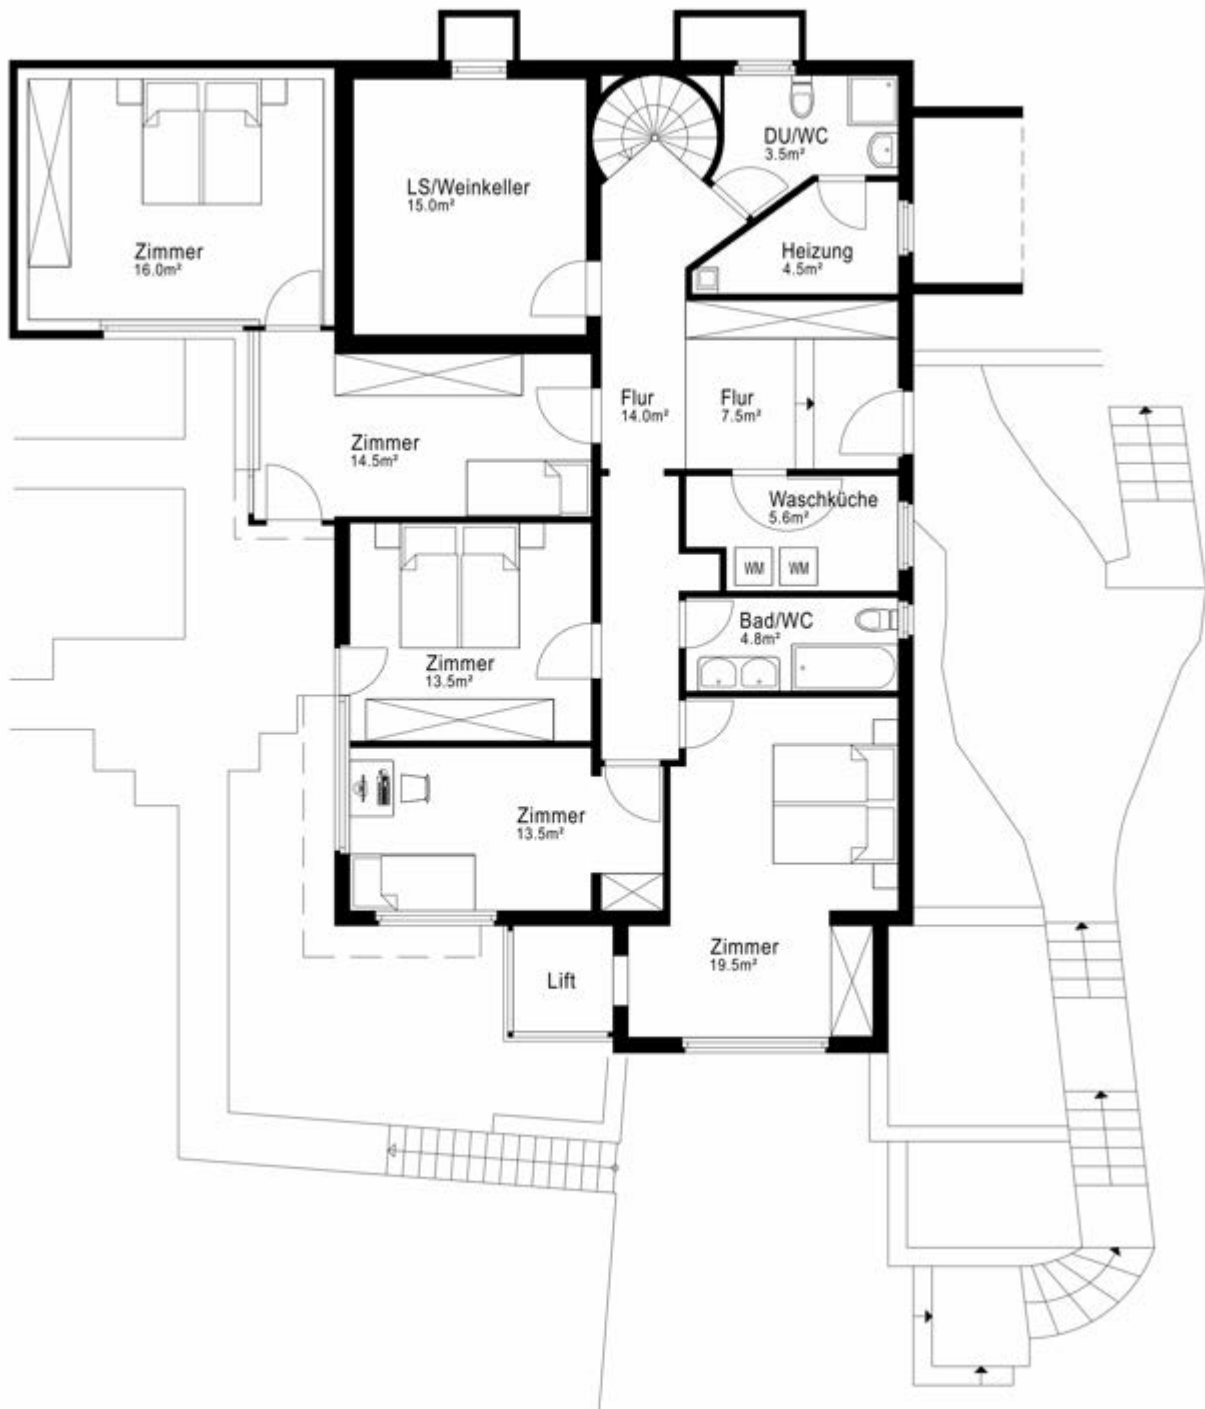 DU/WC
3.5m²
LS/Weinkeller
15.0m²
Zimmer
16.0m²
Heizung
4.5m²
Flur
14.0m²
Flur
7.5m²
Zimmer
14.5m²
Waschküche
5.6m²
WM
WM
Bad/WC
4.8m²
Zimmer
13.5m²
Zimmer
13.5m²
Zimmer
19.5m²
Lift